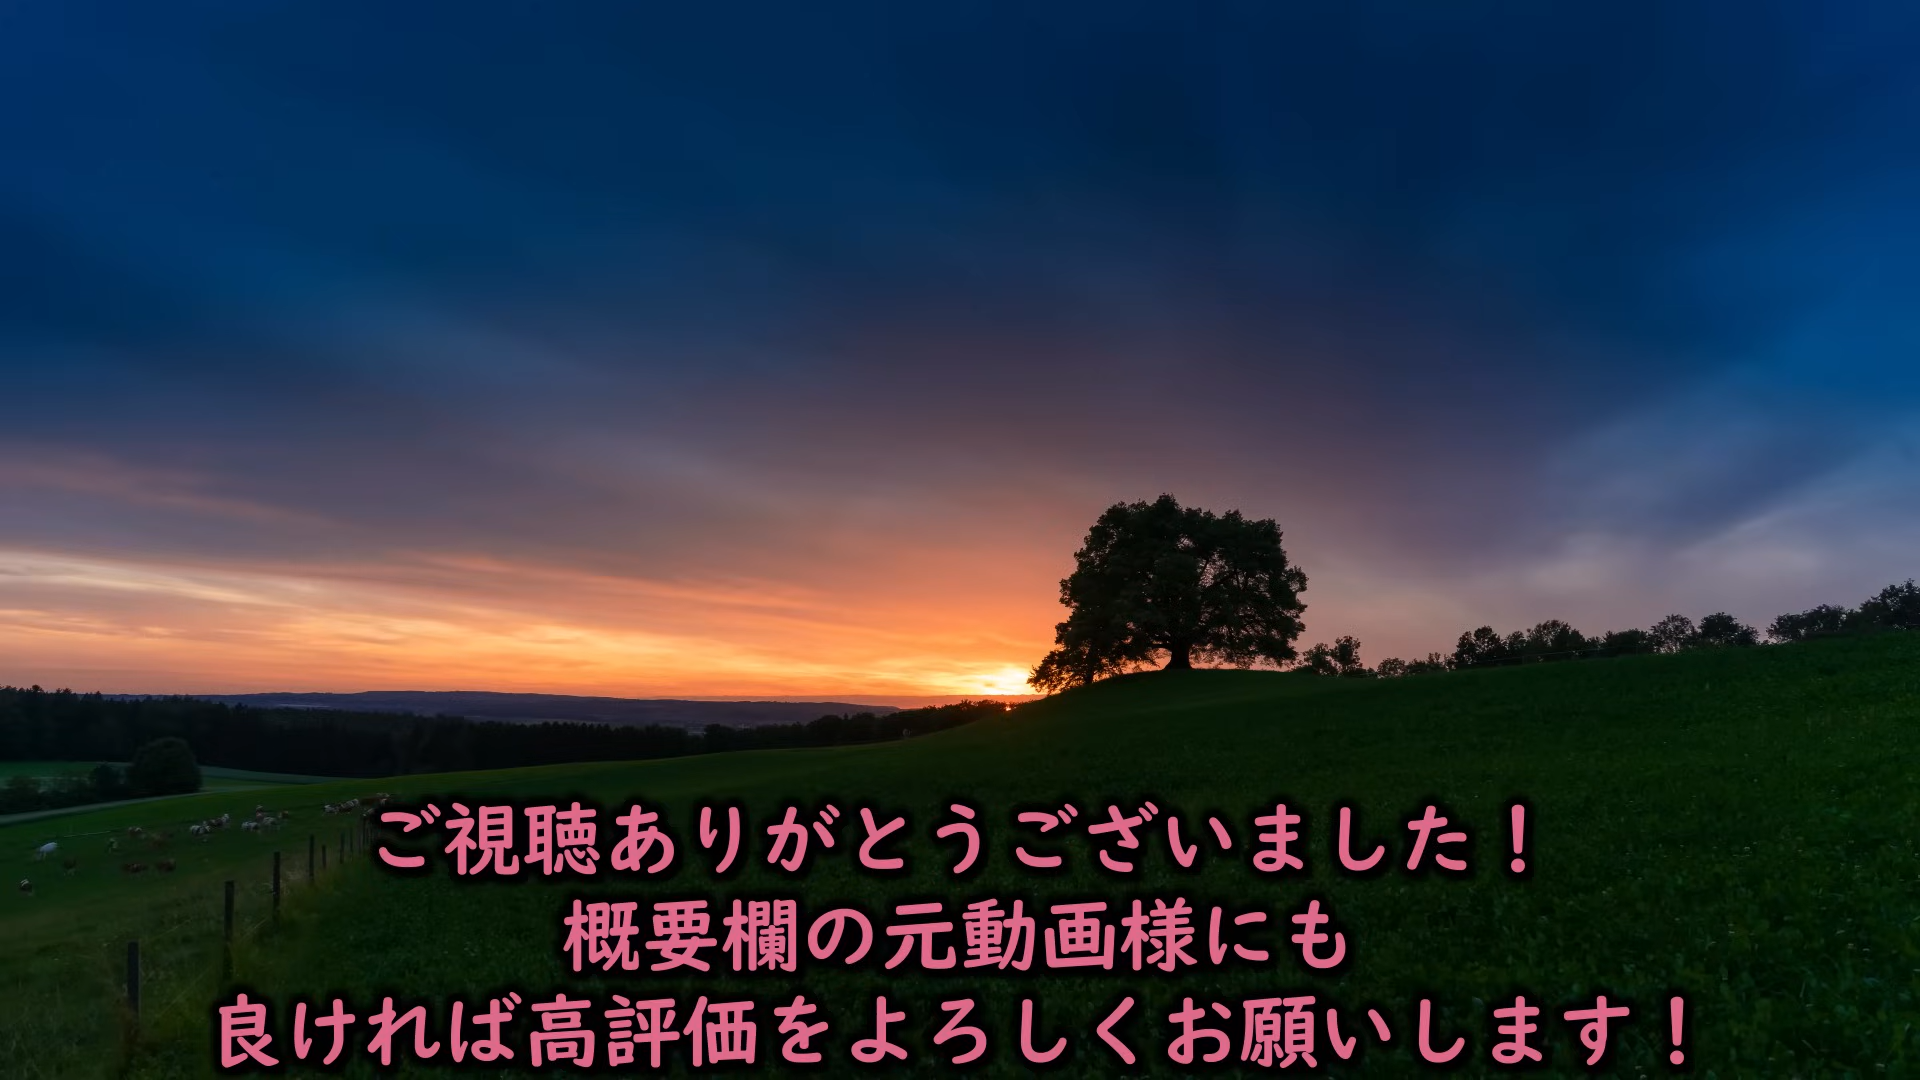 ご視聴ありがとうございました！
概要欄の元動画様にも
良ければ高評価をよろしくお願いします！